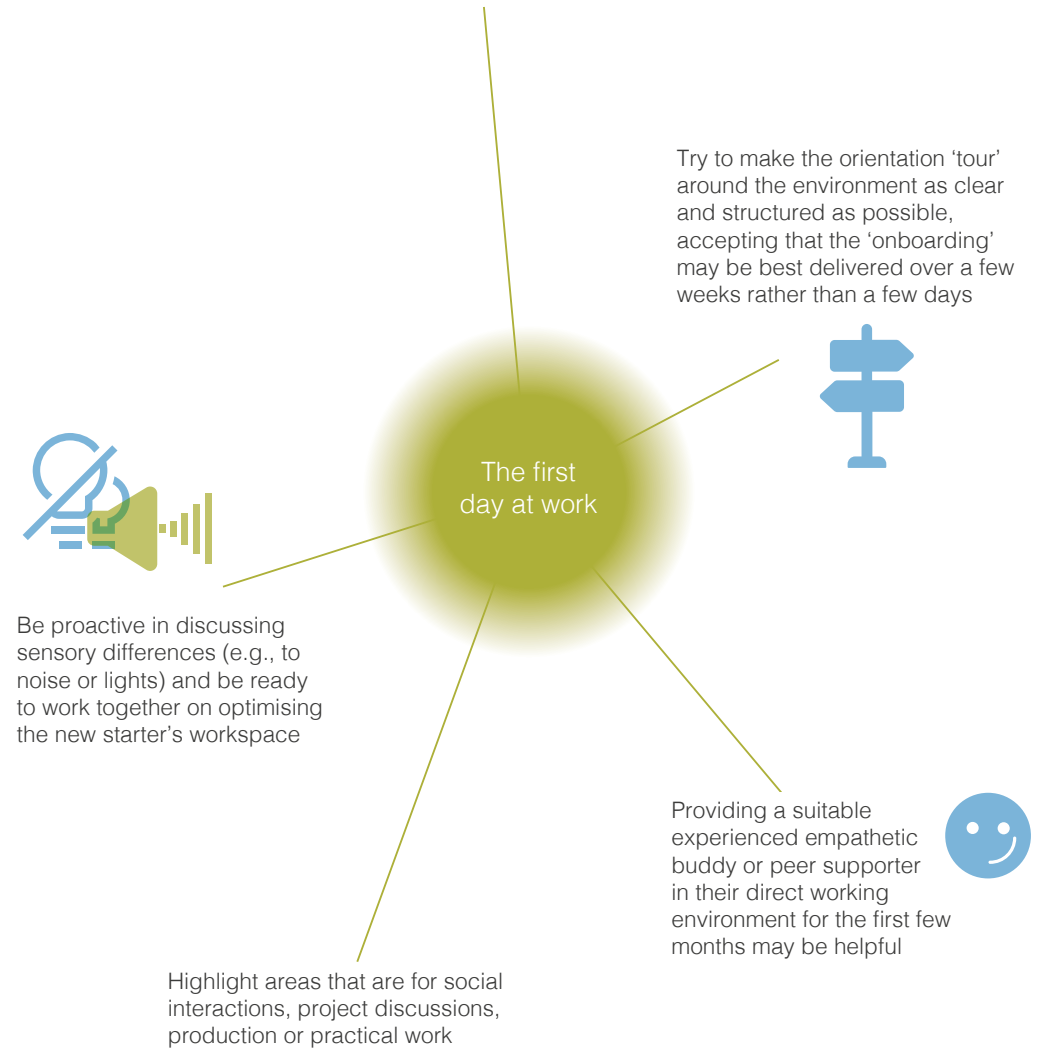 Try to make the orientation ‘tour’
around the environment as clear
and structured as possible,
accepting that the ‘onboarding’
may be best delivered over a few
weeks rather than a few days
The first
day at work
Be proactive in discussing
sensory differences (e.g., to
noise or lights) and be ready
to work together on optimising
the new starter’s workspace
Providing a suitable
experienced empathetic
buddy or peer supporter
in their direct working
environment for the first few
months may be helpful
Highlight areas that are for social
interactions, project discussions,
production or practical work